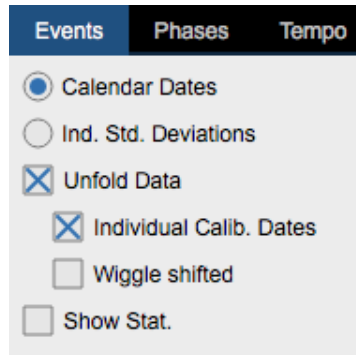 Events Phases Tempo
Calendar Dates
Ind. Std. Deviations
Unfold Data
Individual Calib. Dates
Wiggle shifted
Show Stat.